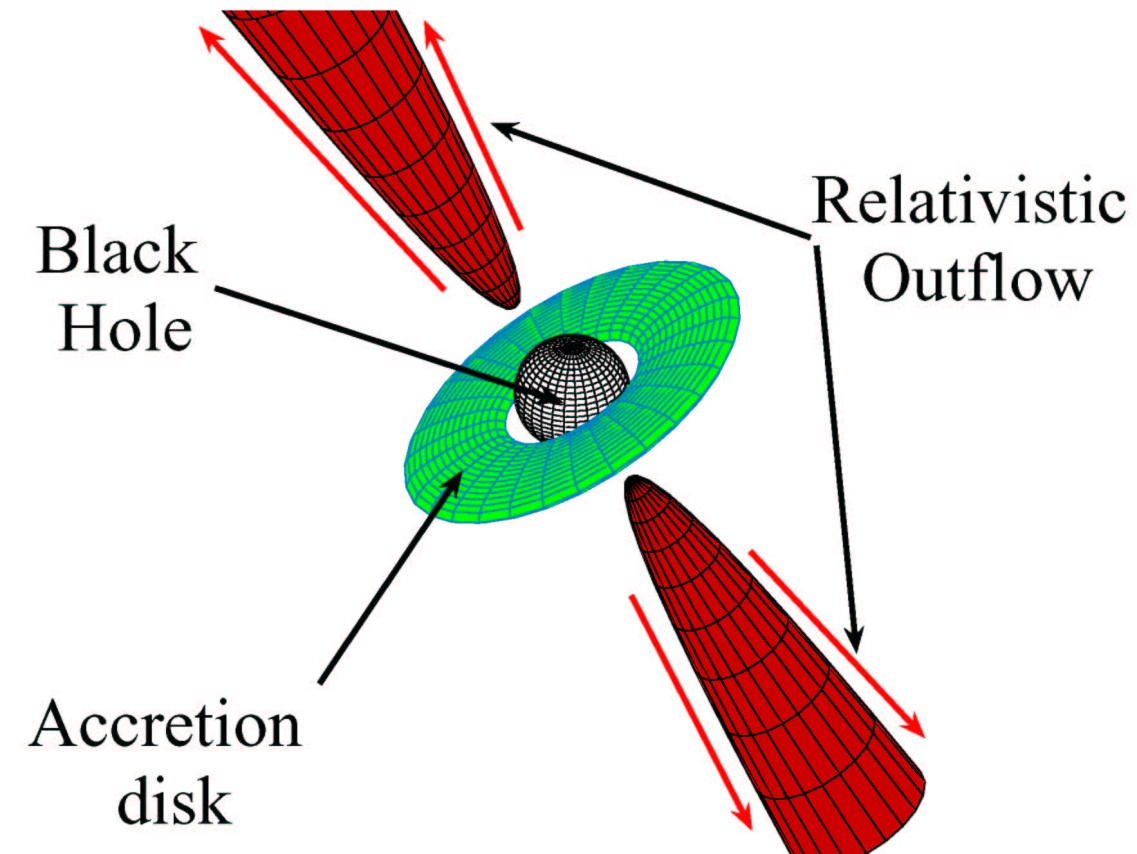 Relativistic
Outflow
Black
Hole
Accretion
disk